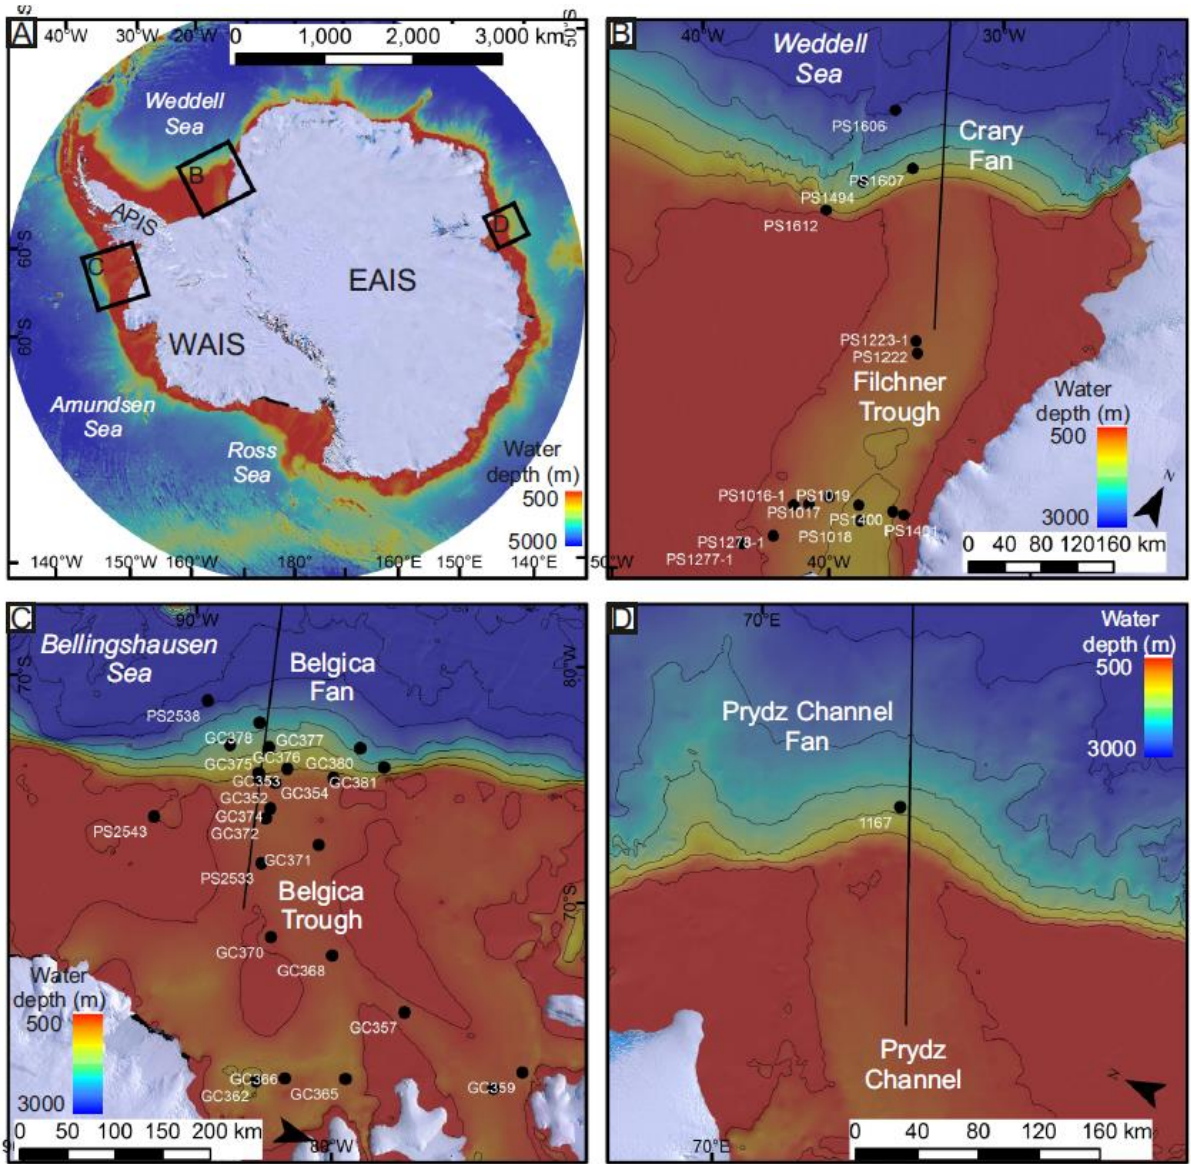 A
40°W
30°W
20°W
0
1,000
2,000
3,000 km
50°S
Weddell
Sea
B
APIS
C
D
60°S
EAIS
WAIS
60°S
Amundsen
Sea
Ross
Sea
Water
depth (m)
500
5000
140°W
150°W
160°W
180°E
160°E
150°E
140°E
B
40°W
30°W
Weddell
Sea
PS1606
Crary
Fan
PS1607
PS1494
PS1612
PS1223-1
PS1222
Filchner
Trough
Water
depth (m)
500
3000
PS1016-1
PS1019
PS1017
PS1400
PS1401
PS1018
PS1278-1
PS1277-1
N
0 40 80 120 160 km
50°W
40°W
C
90°W
Bellingshausen
Sea
70°S
80°W
Belgica
Fan
PS2538
GC378
GC377
GC376
GC375
GC380
GC353
GC381
GC352
GC354
GC374
GC372
PS2543
GC371
PS2533
Belgica
Trough
70°S
GC370
GC368
Water
depth (m)
500
3000
GC357
GC366
GC362
GC365
GC359
0 50 100 150 200 km
80°W
D
70°E
Water
depth (m)
500
3000
Prydz Channel
Fan
1167
Prydz
Channel
N
0 40 80 120 160 km
70°E